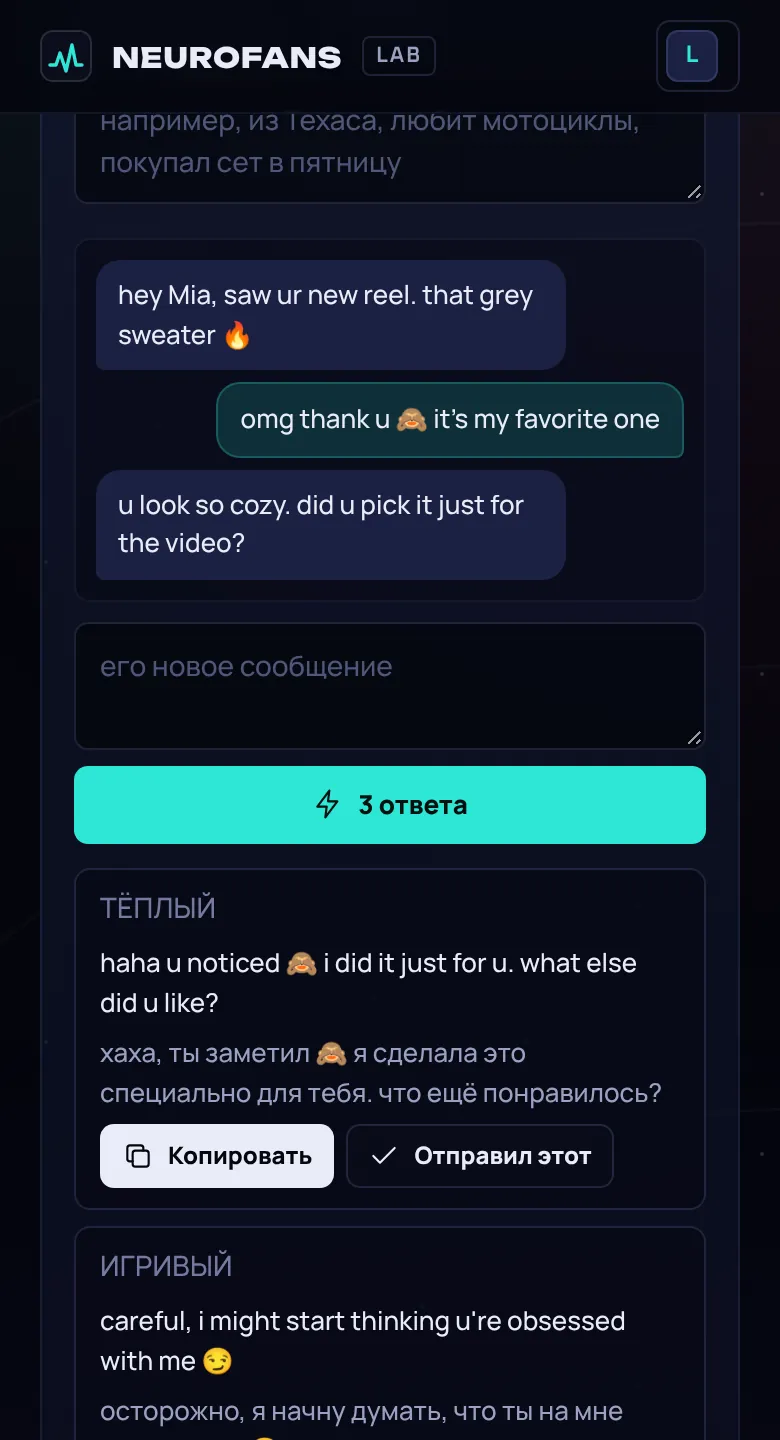 NEUROFANS LAB L
например, из Техаса, любит мотоциклы,
покупал сет в пятницу
hey Mia, saw ur new reel. that grey
sweater 🔥
omg thank u 🙈 it's my favorite one
u look so cozy. did u pick it just for
the video?
его новое сообщение
3 ответа
ТЁПЛЫЙ
haha u noticed 🙈 i did it just for u. what else
did u like?
хаха, ты заметил 🙈 я сделала это
специально для тебя. что ещё понравилось?
Копировать Отправил этот
ИГРИВЫЙ
careful, i might start thinking u're obsessed
with me 😏
осторожно, я начну думать, что ты на мне